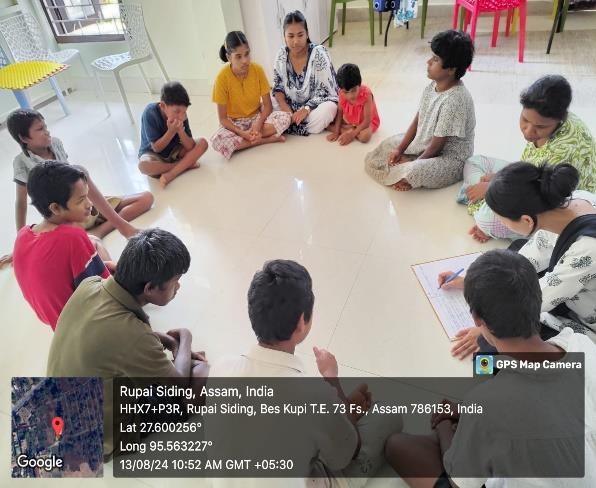 GPS Map Camera
Rupai Siding, Assam, India
HHX7+P3R, Rupai Siding, Bes Kupi T.E. 73 Fs., Assam 786153, India
Lat 27.600256°
Long 95.563227°
13/08/24 10:52 AM GMT +05:30
Google